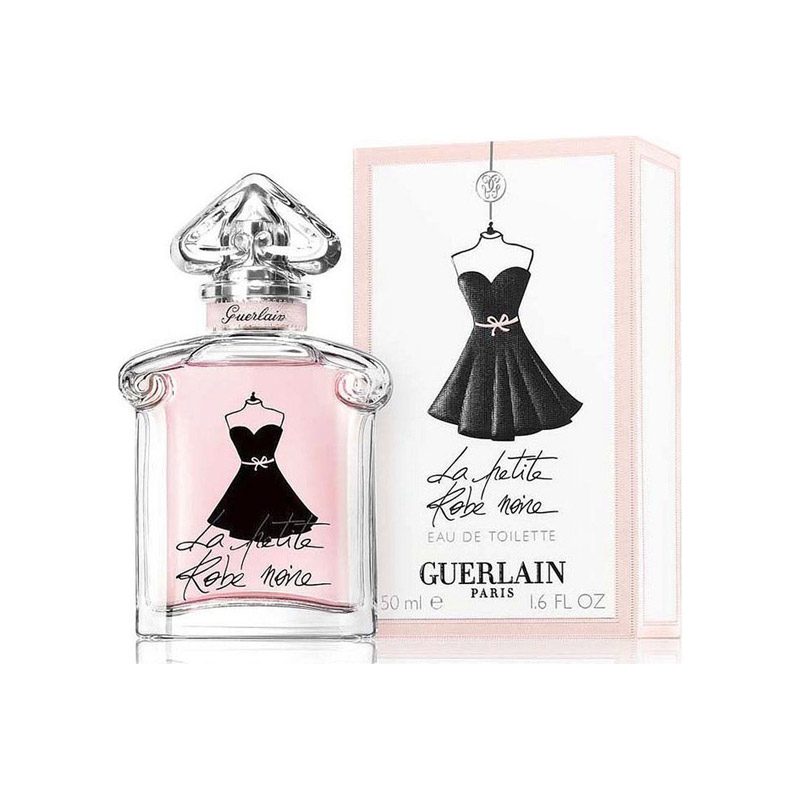 Guerlain
La petite
Robe noire
La petite
Robe noire
EAU DE TOILETTE
GUERLAIN
PARIS
50 ml e 1.6 FL OZ